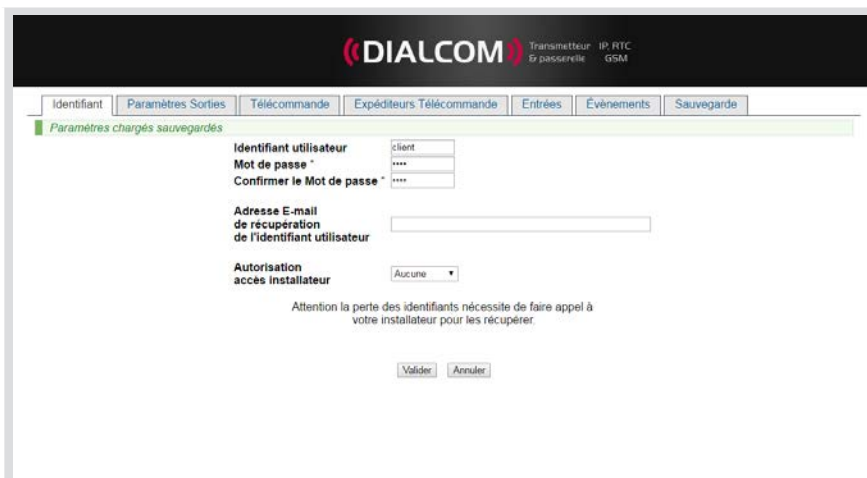 DIALCOM
Transmetteur IP, RTC
& passerelle GSM
Identifiant Paramètres Sorties Télécommande Expéditeurs Télécommande Entrées Évènements Sauvegarde
Paramètres chargés sauvegardés
Identifiant utilisateur client
Mot de passe * ••••
Confirmer le Mot de passe * ••••
Adresse E-mail
de récupération
de l'identifiant utilisateur
Autorisation
accès installateur
Aucune
Attention la perte des identifiants nécessite de faire appel à
votre installateur pour les récupérer.
Valider Annuler